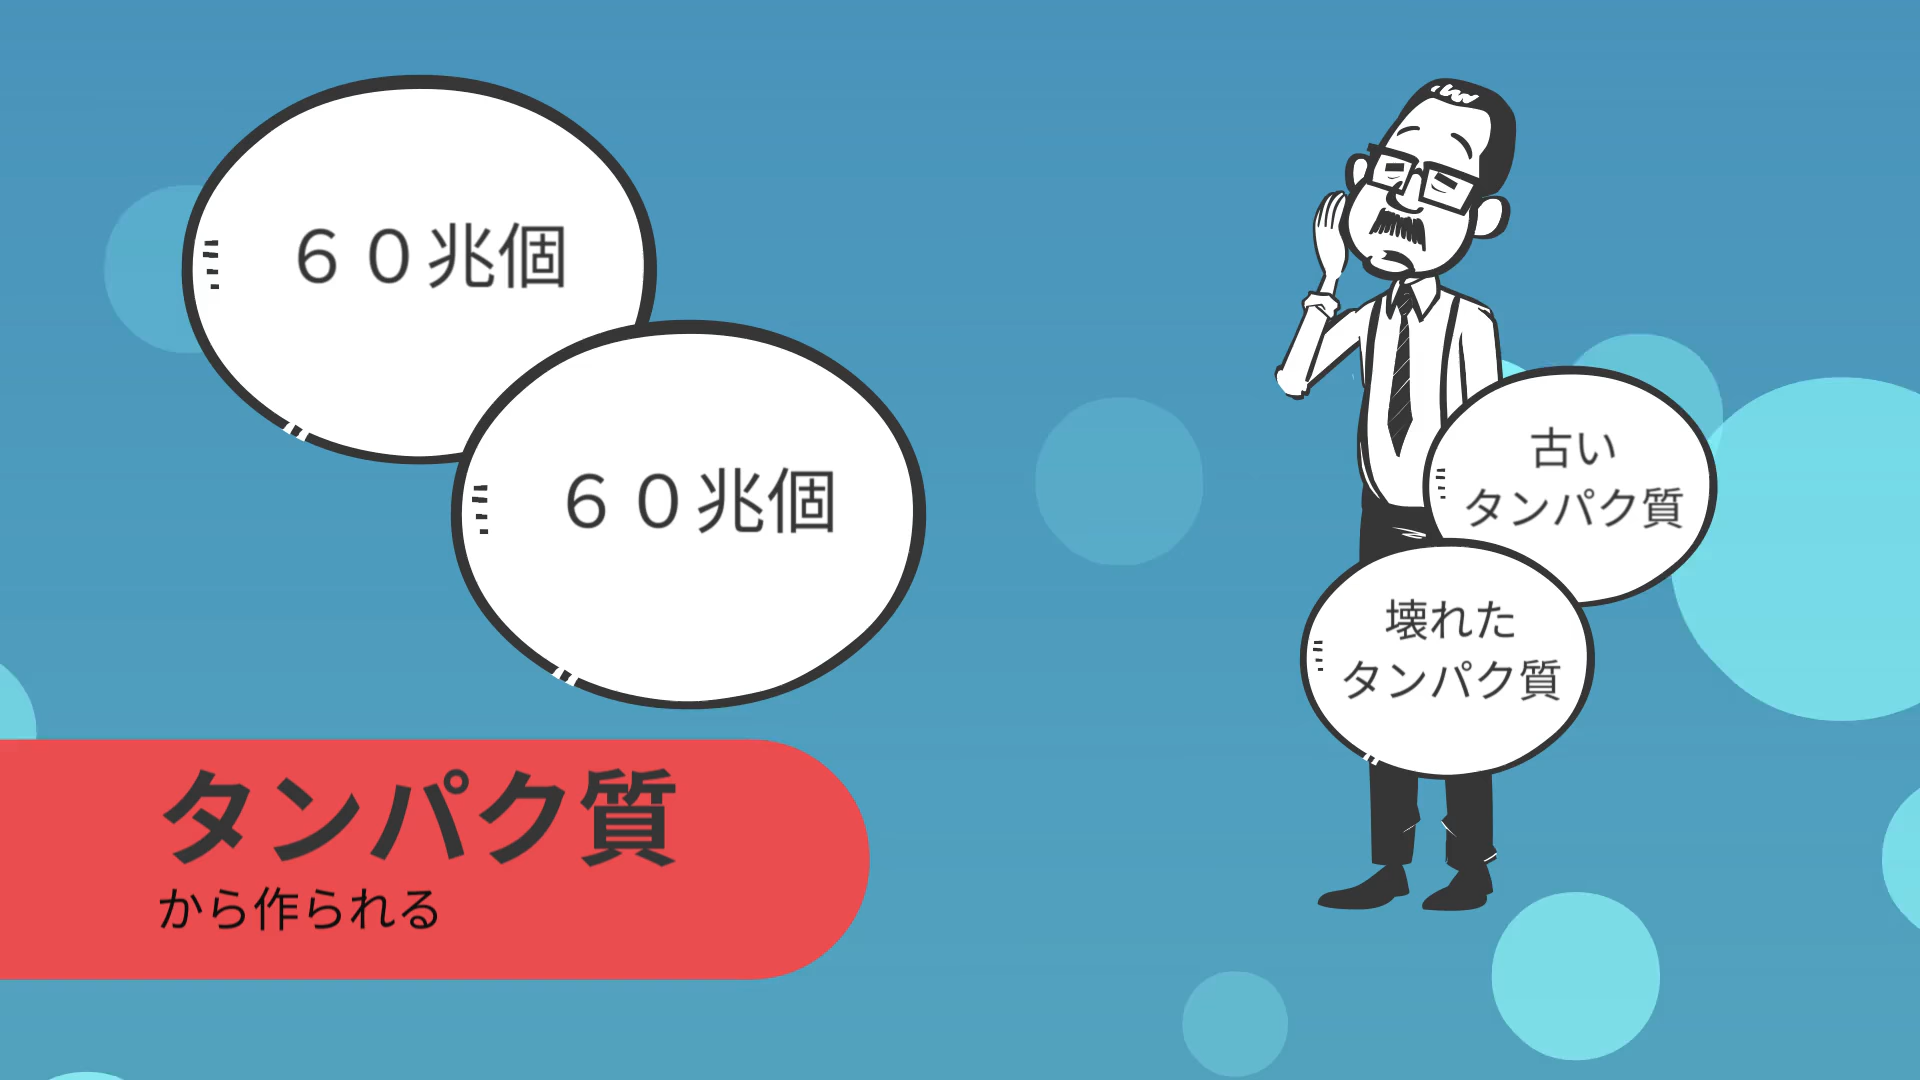 ６０兆個
６０兆個
古い
タンパク質
壊れた
タンパク質
タンパク質
から作られる